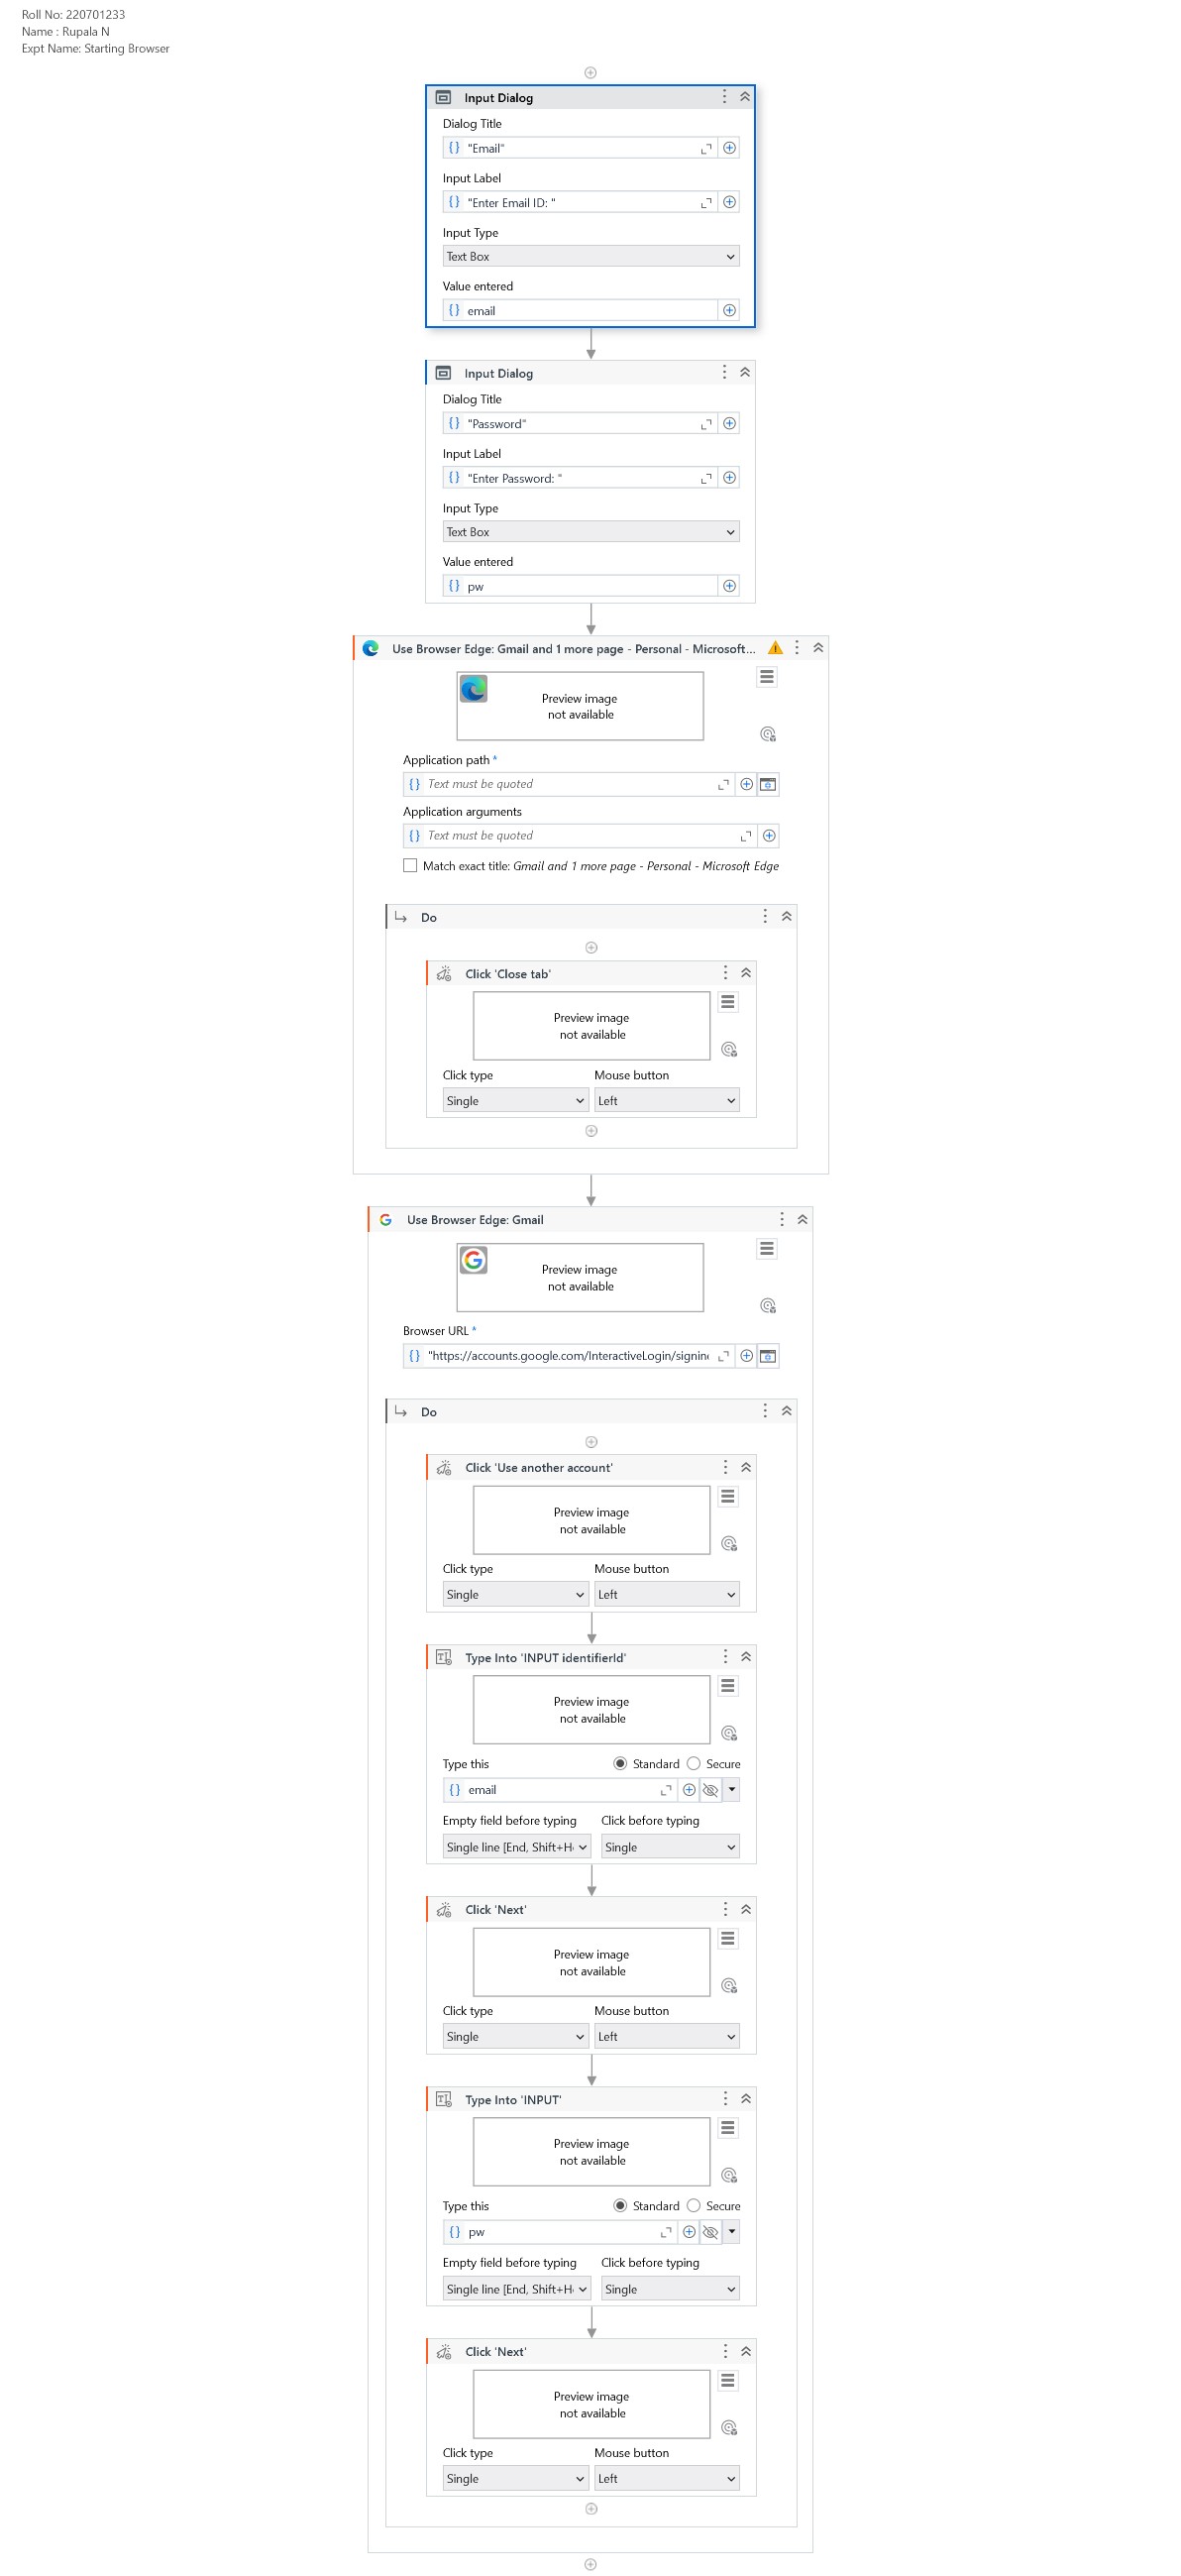 Roll No: 220701233
Name : Rupala N
Expt Name: Starting Browser
Input Dialog
Dialog Title
{} "Email"
Input Label
{} "Enter Email ID: "
Input Type
Text Box
Value entered
{} email
Input Dialog
Dialog Title
{} "Password"
Input Label
{} "Enter Password: "
Input Type
Text Box
Value entered
{} pw
Use Browser Edge: Gmail and 1 more page - Personal - Microsoft...
Preview image
not available
Application path *
{} Text must be quoted
Application arguments
{} Text must be quoted
Match exact title: Gmail and 1 more page - Personal - Microsoft Edge
Do
Click 'Close tab'
Preview image
not available
Click type Mouse button
Single Left
Use Browser Edge: Gmail
Preview image
not available
Browser URL *
{} "https://accounts.google.com/InteractiveLogin/signin
Do
Click 'Use another account'
Preview image
not available
Click type Mouse button
Single Left
Type Into 'INPUT identifierId'
Preview image
not available
Type this Standard Secure
{} email
Empty field before typing Click before typing
Single line [End, Shift+H Single
Click 'Next'
Preview image
not available
Click type Mouse button
Single Left
Type Into 'INPUT'
Preview image
not available
Type this Standard Secure
{} pw
Empty field before typing Click before typing
Single line [End, Shift+H Single
Click 'Next'
Preview image
not available
Click type Mouse button
Single Left